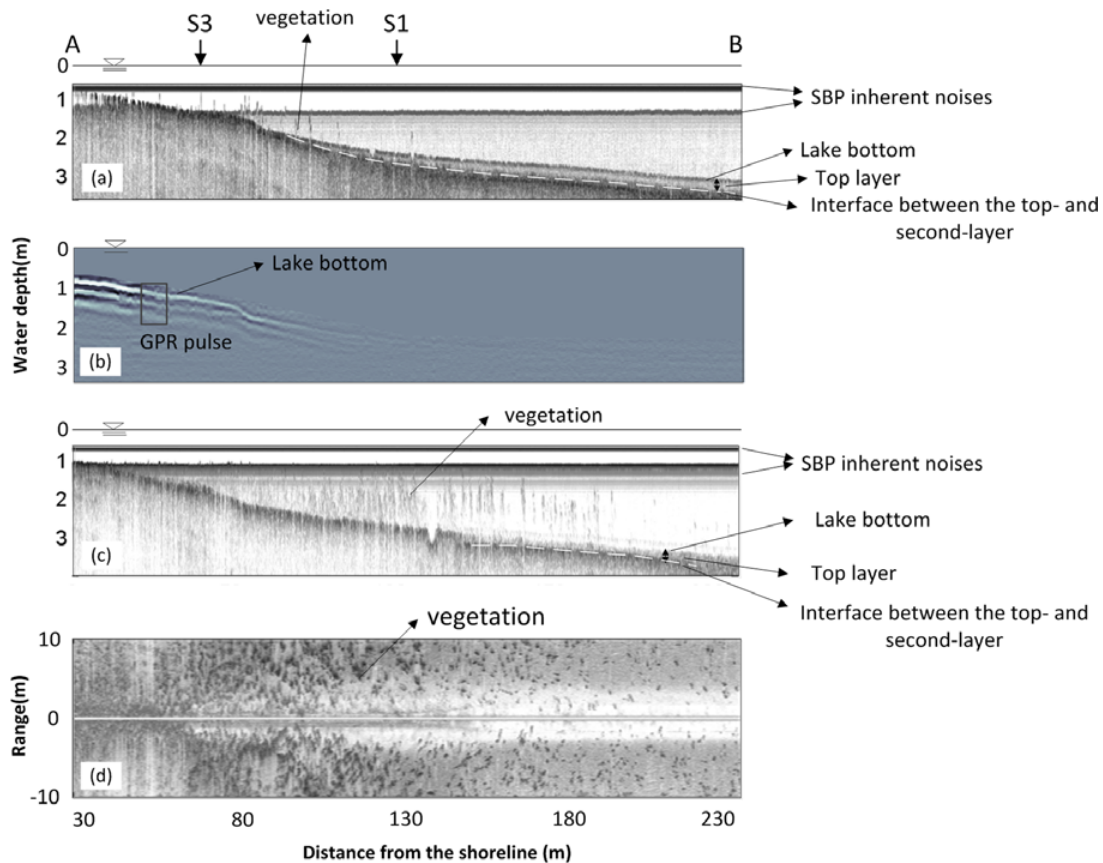 A S3 vegetation S1 B
0
1
2
3
(a)
SBP inherent noises
Lake bottom
Top layer
Interface between the top- and
second-layer
Water depth(m)
0
1
2
3
Lake bottom
GPR pulse
(b)
0
1
2
3
vegetation
(c)
SBP inherent noises
Lake bottom
Top layer
Interface between the top- and
second-layer
Range(m)
10
0
-10
vegetation
(d)
30 80 130 180 230
Distance from the shoreline (m)